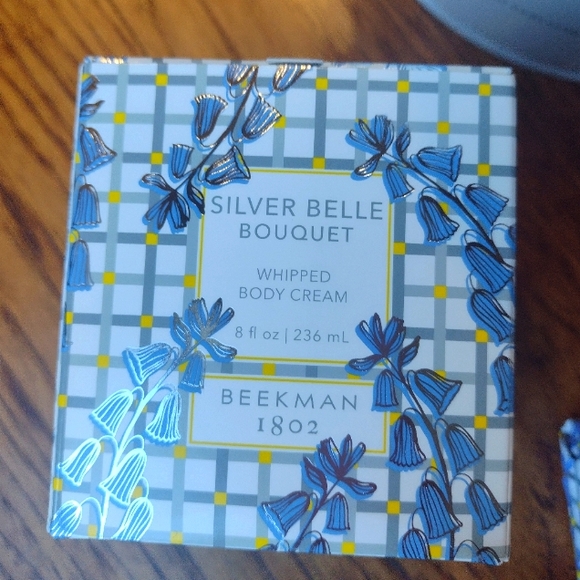 SILVER BELLE
BOUQUET
WHIPPED
BODY CREAM
8 fl oz | 236 mL
BEEKMAN
1802